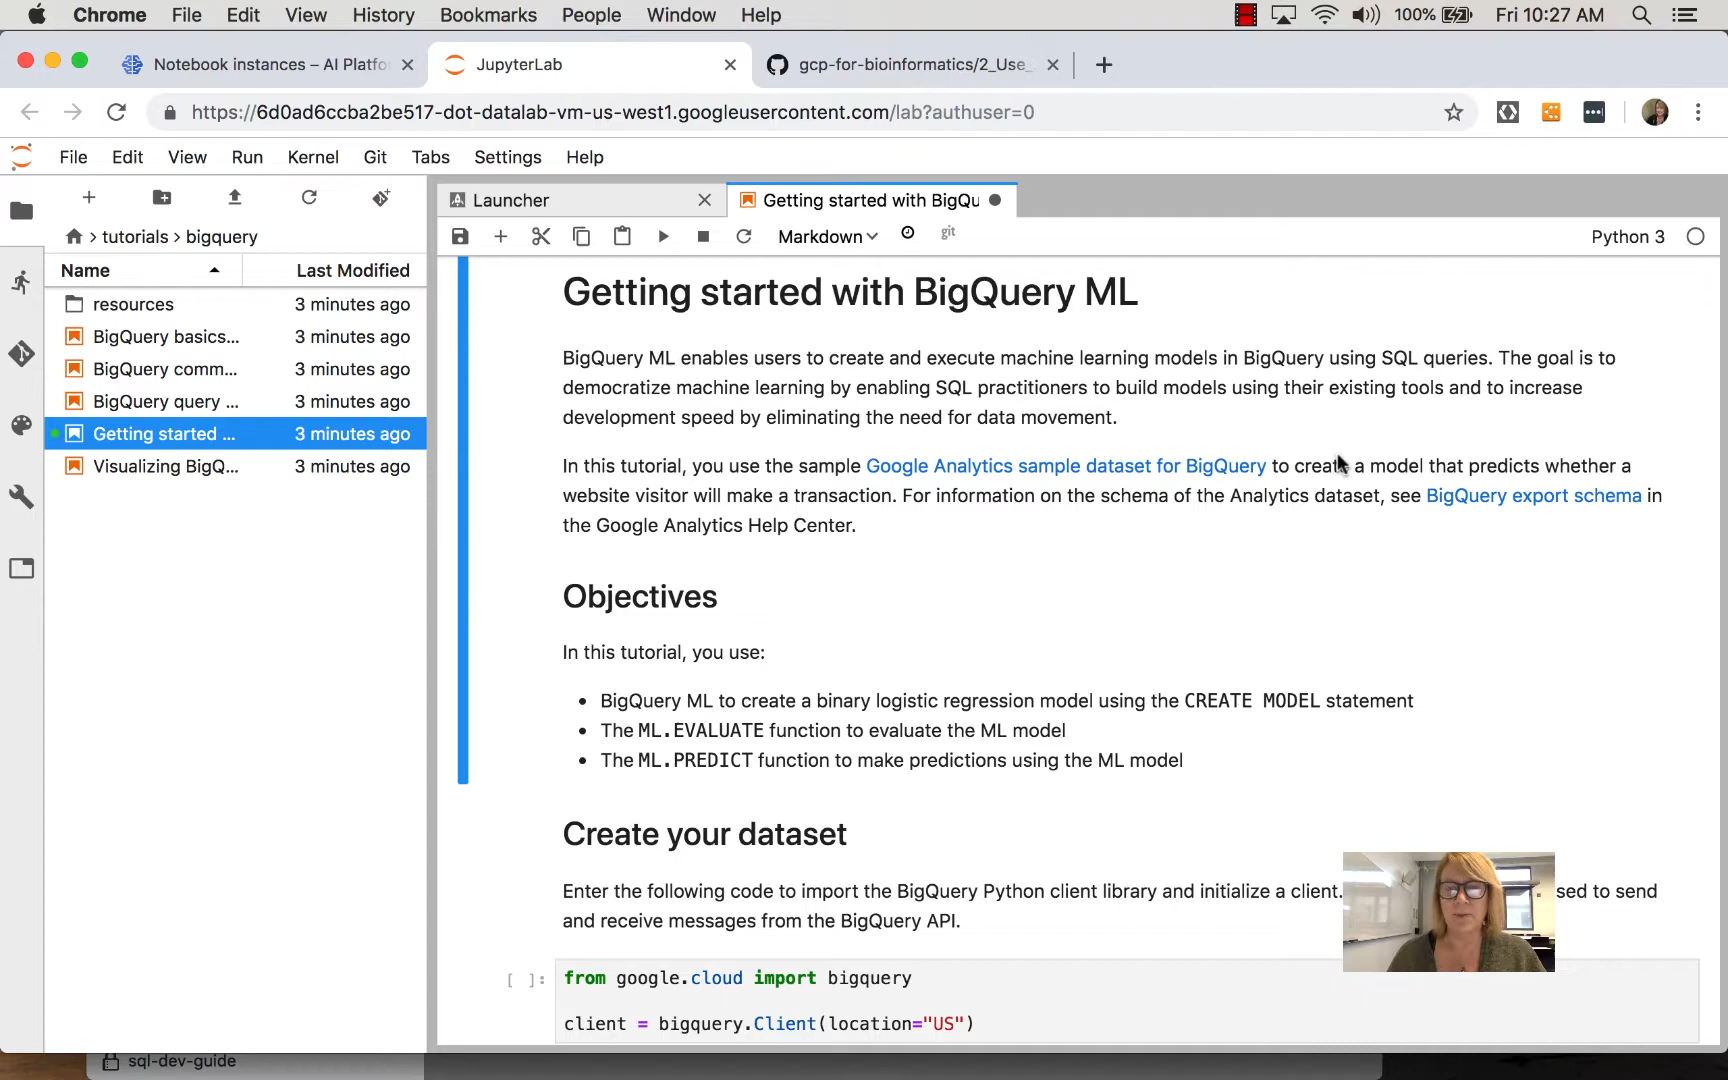 Chrome File Edit View History Bookmarks People Window Help 100% Fri 10:27 AM
Notebook instances – AI Platfo JupyterLab gcp-for-bioinformatics/2_Use_
https://6d0ad6ccba2be517-dot-datalab-vm-us-west1.googleusercontent.com/lab?authuser=0
File Edit View Run Kernel Git Tabs Settings Help
Launcher Getting started with BigQu
tutorials bigquery
Markdown git Python 3
Name Last Modified
resources 3 minutes ago
BigQuery basics... 3 minutes ago
BigQuery comm... 3 minutes ago
BigQuery query ... 3 minutes ago
Getting started ... 3 minutes ago
Visualizing BigQ... 3 minutes ago
Getting started with BigQuery ML
BigQuery ML enables users to create and execute machine learning models in BigQuery using SQL queries. The goal is to
democratize machine learning by enabling SQL practitioners to build models using their existing tools and to increase
development speed by eliminating the need for data movement.
In this tutorial, you use the sample Google Analytics sample dataset for BigQuery to create a model that predicts whether a
website visitor will make a transaction. For information on the schema of the Analytics dataset, see BigQuery export schema in
the Google Analytics Help Center.
Objectives
In this tutorial, you use:
• BigQuery ML to create a binary logistic regression model using the CREATE MODEL statement
• The ML.EVALUATE function to evaluate the ML model
• The ML.PREDICT function to make predictions using the ML model
Create your dataset
Enter the following code to import the BigQuery Python client library and initialize a client. sed to send
and receive messages from the BigQuery API.
[ ]: from google.cloud import bigquery
client = bigquery.Client(location="US")
sql-dev-guide